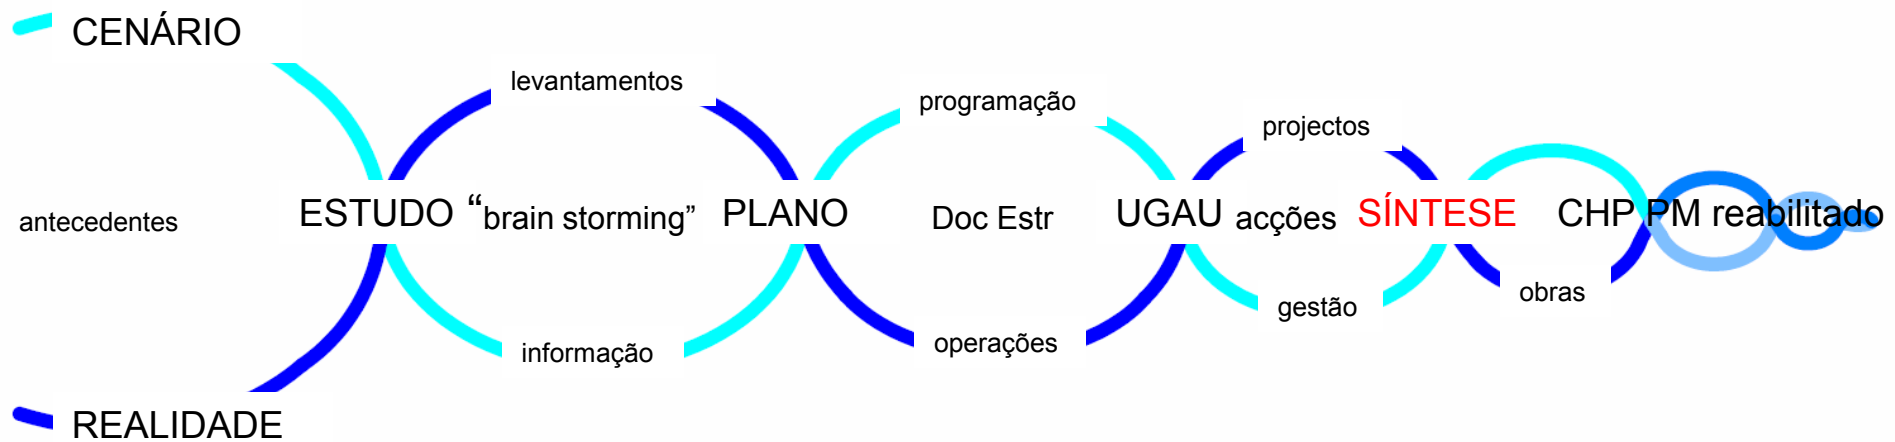 CENÁRIO
levantamentos
programação
projectos
antecedentes
ESTUDO “brain storming” PLANO Doc Estr UGAU acções SÍNTESE CHP PM reabilitado
informação
operações
gestão
obras
REALIDADE